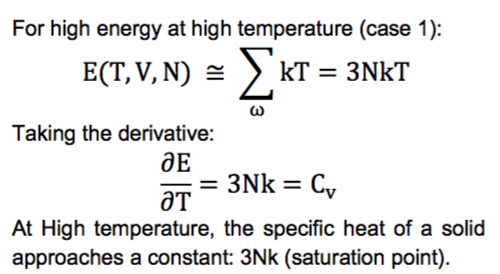 For high energy at high temperature (case 1):
E(T, V, N) ≅ ∑ kT = 3NkT
ω
Taking the derivative:
∂E/∂T = 3Nk = Cᵥ
At High temperature, the specific heat of a solid
approaches a constant: 3Nk (saturation point).